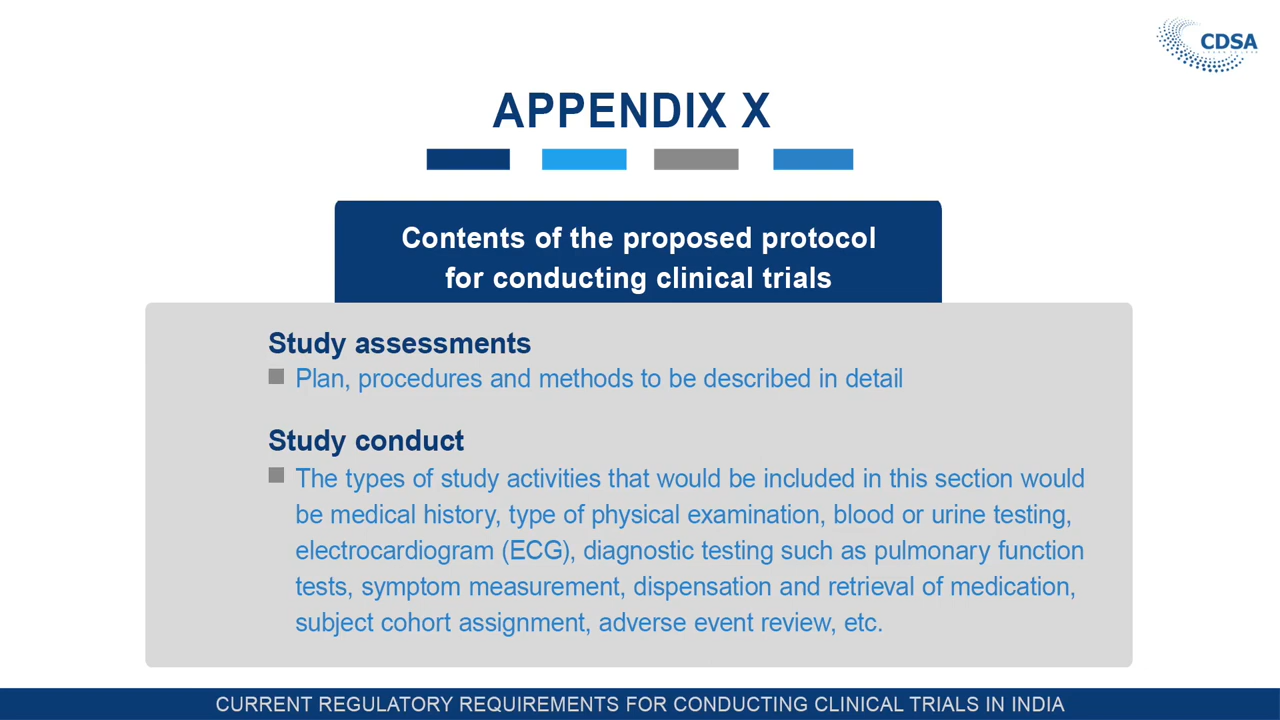 CDSA
APPENDIX X
Contents of the proposed protocol
for conducting clinical trials
Study assessments
Plan, procedures and methods to be described in detail
Study conduct
The types of study activities that would be included in this section would
be medical history, type of physical examination, blood or urine testing,
electrocardiogram (ECG), diagnostic testing such as pulmonary function
tests, symptom measurement, dispensation and retrieval of medication,
subject cohort assignment, adverse event review, etc.
CURRENT REGULATORY REQUIREMENTS FOR CONDUCTING CLINICAL TRIALS IN INDIA